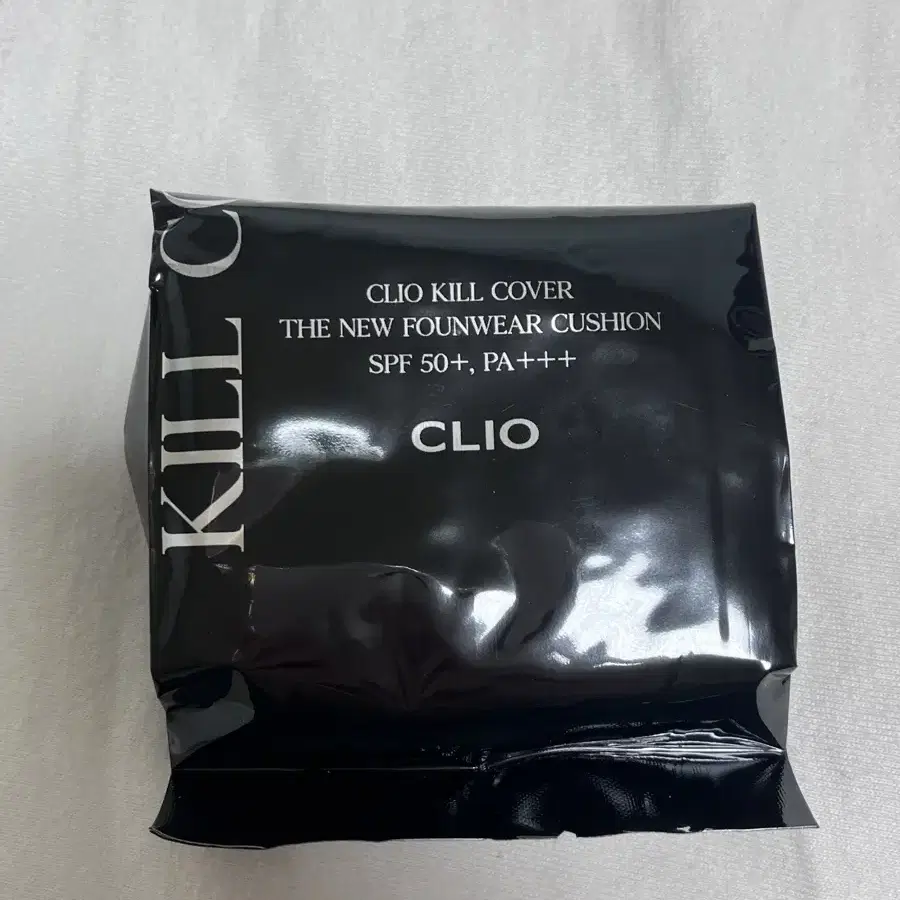 KILL C
CLIO KILL COVER
THE NEW FOUNWEAR CUSHION
SPF 50+, PA+++
CLIO